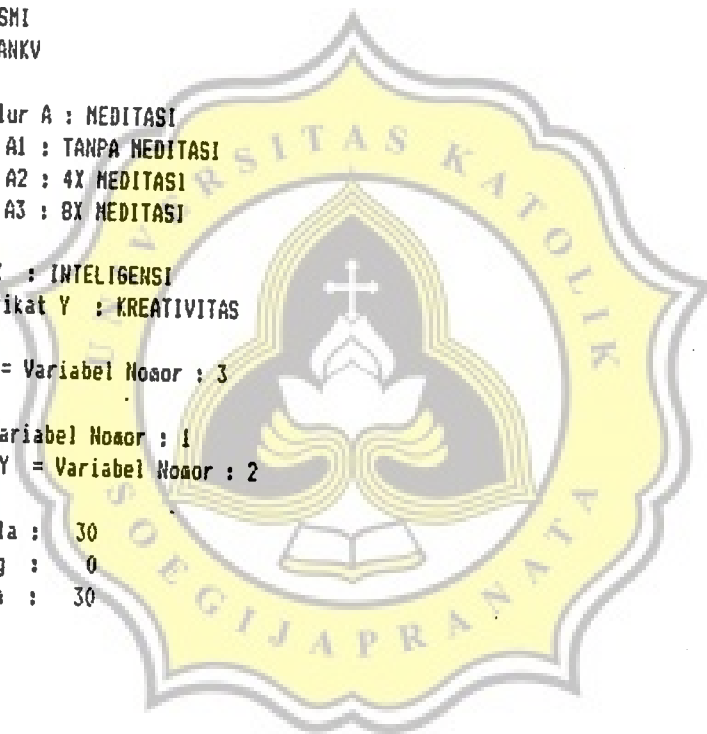 SMI
ANKV
lur A : MEDITASI
A1 : TANPA MEDITASI
A2 : 4X MEDITASI
A3 : 8X MEDITASI
: INTELIGENSI
ikat Y : KREATIVITAS
= Variabel Nomor : 3
ariabel Nomor : 1
Y = Variabel Nomor : 2
la : 30
g : 0
: 30
UNIVERSITAS KATOLIK
SOEGIJAPRANATA